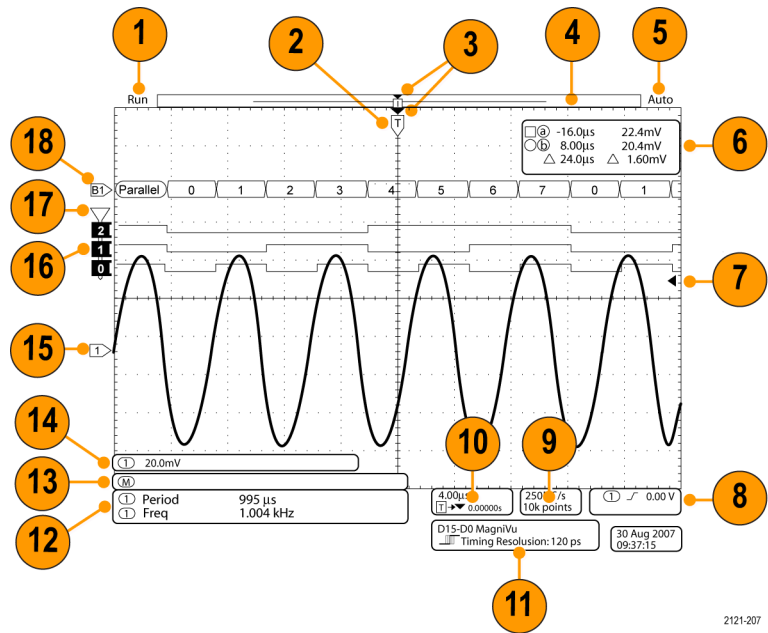 1
2
3
4
5
Run
Auto
T
a -16.0µs 22.4mV
b 8.00µs 20.4mV
△ 24.0µs △ 1.60mV
6
18
B1
Parallel 0 1 2 3 4 5 6 7 0 1
17
2
16
1
0
7
15
1
14
10
9
1 20.0mV
13
M
12
1 Period 995 µs
1 Freq 1.004 kHz
4.00µs
T 0.00000s
10k points
1 0.00 V
8
D15-D0 MagniVu
Timing Resolusion: 120 ps
30 Aug 2007
09:37:15
11
2121-207